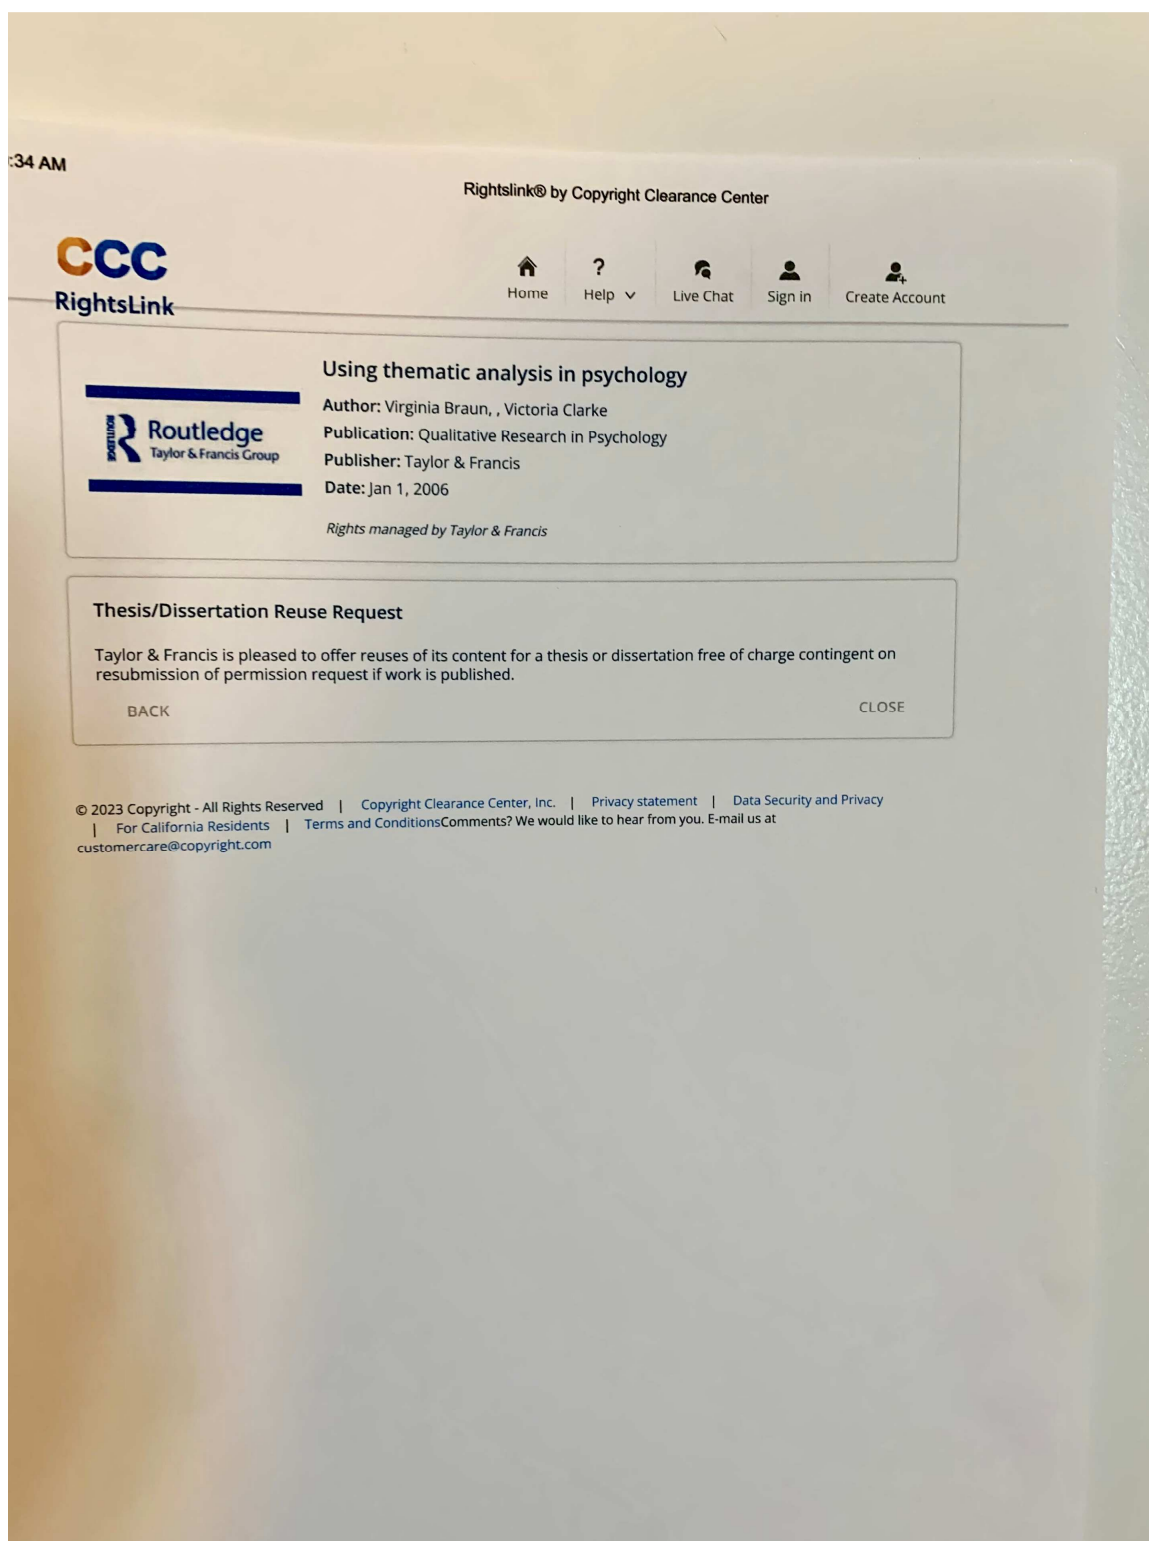 :34 AM
Rightslink® by Copyright Clearance Center
CCC
RightsLink
Home
Help
Live Chat
Sign in
Create Account
ROUTLEDGE
Routledge
Taylor & Francis Group
Using thematic analysis in psychology
Author: Virginia Braun, , Victoria Clarke
Publication: Qualitative Research in Psychology
Publisher: Taylor & Francis
Date: Jan 1, 2006
Rights managed by Taylor & Francis
Thesis/Dissertation Reuse Request
Taylor & Francis is pleased to offer reuses of its content for a thesis or dissertation free of charge contingent on
resubmission of permission request if work is published.
BACK
CLOSE
© 2023 Copyright - All Rights Reserved | Copyright Clearance Center, Inc. | Privacy statement | Data Security and Privacy
| For California Residents | Terms and ConditionsComments? We would like to hear from you. E-mail us at
customercare@copyright.com